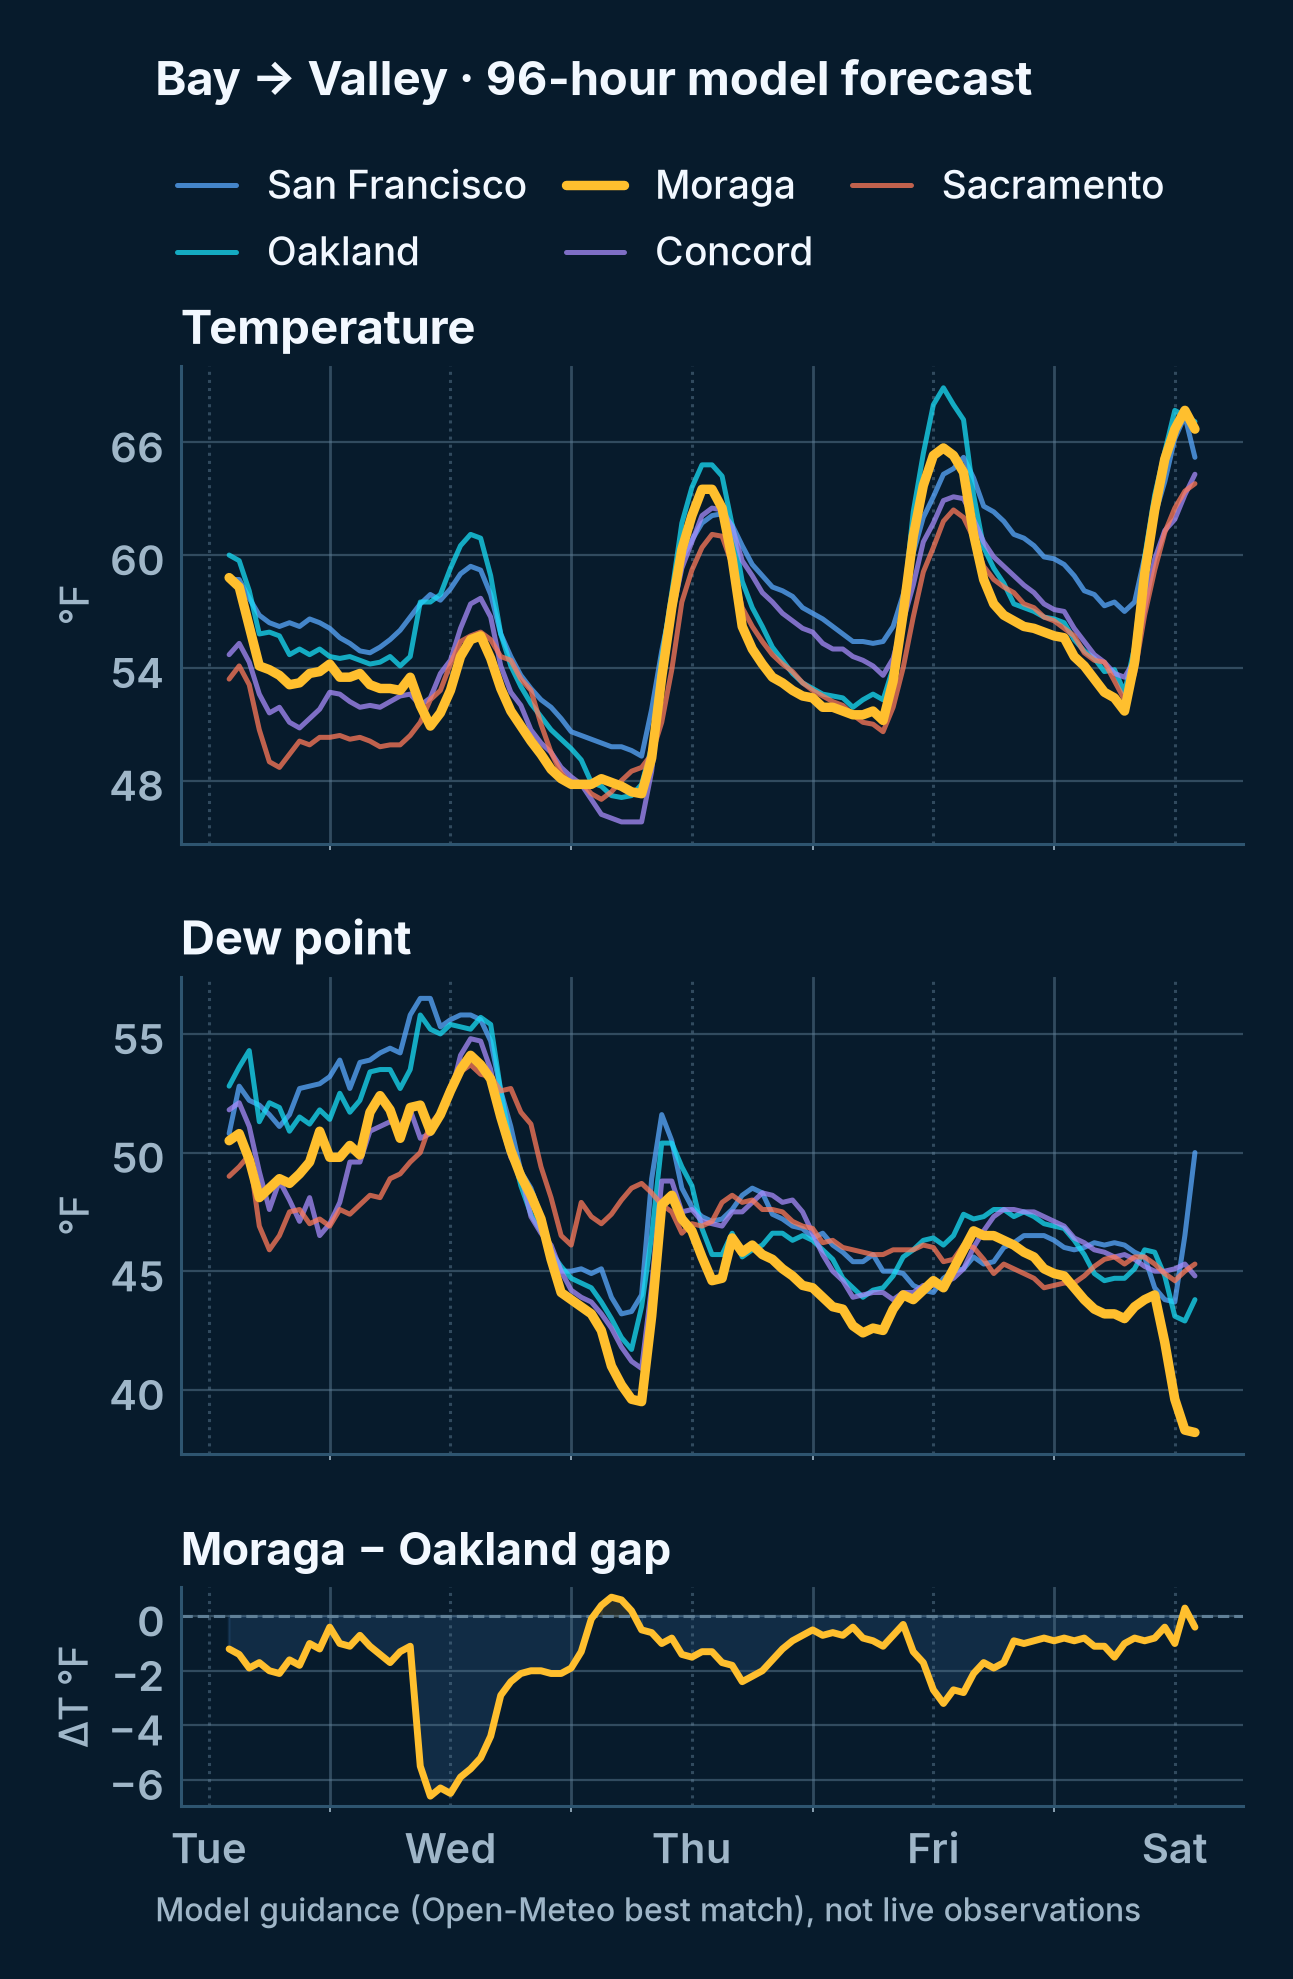 Bay → Valley · 96-hour model forecast
San Francisco Moraga Sacramento
Oakland Concord
Temperature
66
60
54
48
°F
Dew point
55
50
45
40
°F
Moraga − Oakland gap
0
−2
−4
−6
ΔT °F
Tue Wed Thu Fri Sat
Model guidance (Open-Meteo best match), not live observations